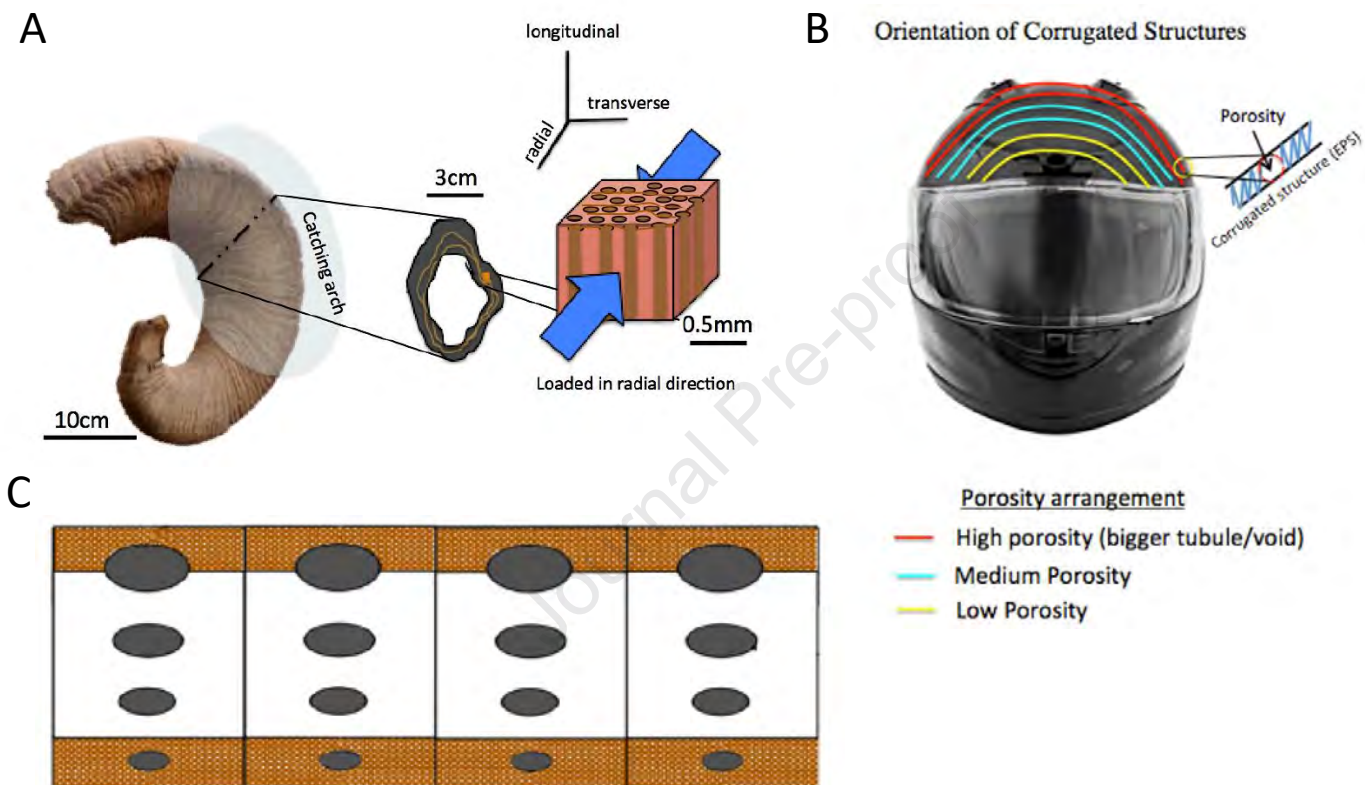 A
longitudinal
transverse
radial
3cm
Catching arch
0.5mm
Loaded in radial direction
10cm
B
Orientation of Corrugated Structures
Porosity
Corrugated structure (EPS)
C
Porosity arrangement
High porosity (bigger tubule/void)
Medium Porosity
Low Porosity
Journal Pre-proof